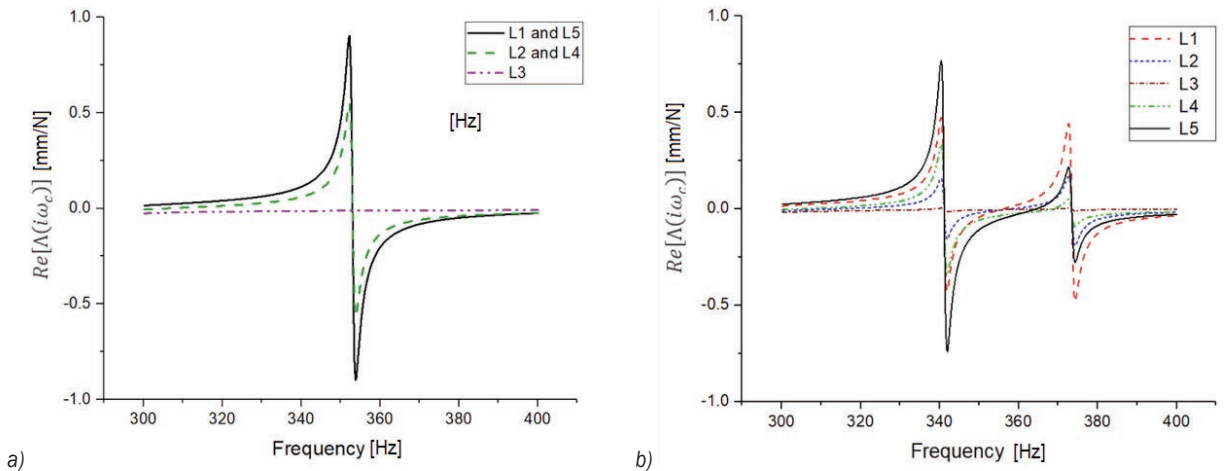 1.0
0.5
0.0
-0.5
-1.0
Re[Λ(iω_c)] [mm/N]
L1 and L5
L2 and L4
L3
[Hz]
300
320
340
360
380
400
Frequency [Hz]
a)
1.0
0.5
0.0
-0.5
-1.0
Re[Λ(iω_c)] [mm/N]
L1
L2
L3
L4
L5
300
320
340
360
380
400
Frequency [Hz]
b)